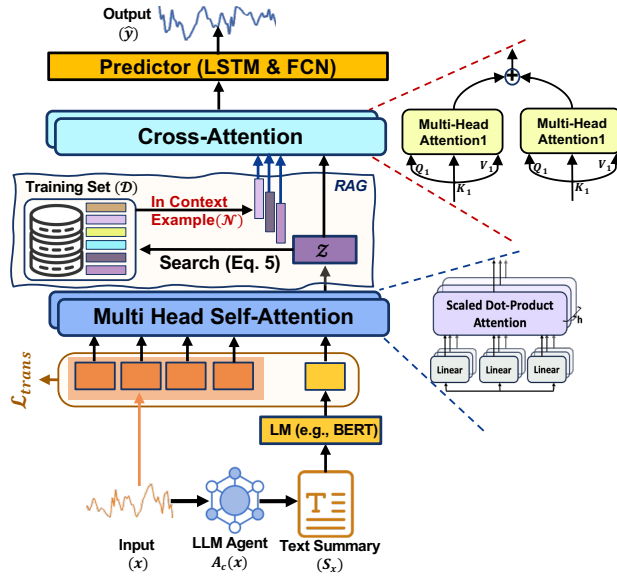 Output
(ŷ)
Predictor (LSTM & FCN)
Cross-Attention
Multi-Head
Attention1
Q₁
K₁
V₁
Multi-Head
Attention1
Q₁
K₁
V₁
Training Set (𝒟)
In Context
Example(𝒩)
RAG
Search (Eq. 5)
𝒵
Multi Head Self-Attention
Scaled Dot-Product
Attention
h
Linear
Linear
Linear
ℒtrans
LM (e.g., BERT)
T
Input
(x)
LLM Agent
A_c(x)
Text Summary
(S_x)